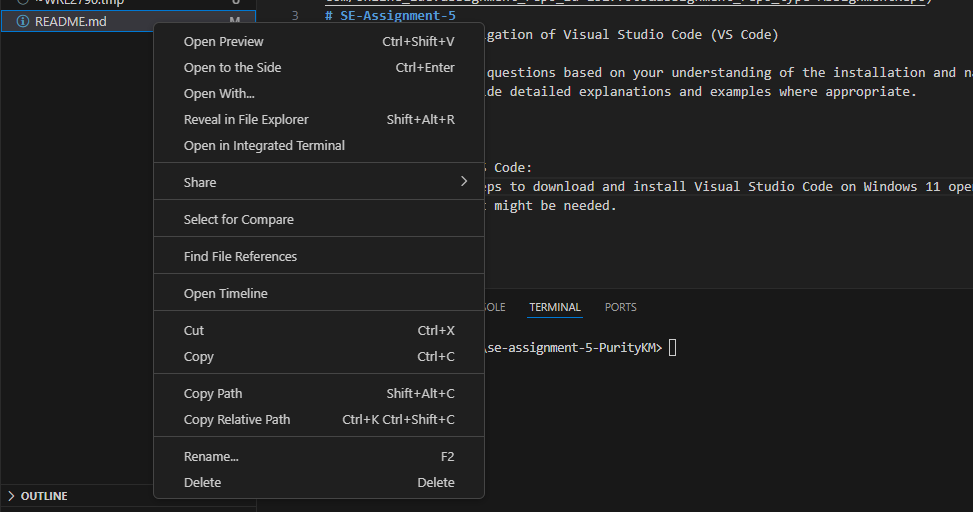 README.md
M
Open Preview Ctrl+Shift+V
Open to the Side Ctrl+Enter
Open With...
Reveal in File Explorer Shift+Alt+R
Open in Integrated Terminal
Share
Select for Compare
Find File References
Open Timeline
Cut Ctrl+X
Copy Ctrl+C
Copy Path Shift+Alt+C
Copy Relative Path Ctrl+K Ctrl+Shift+C
Rename... F2
Delete Delete
OUTLINE
3 # SE-Assignment-5
gation of Visual Studio Code (VS Code)
questions based on your understanding of the installation and na
de detailed explanations and examples where appropriate.
Code:
eps to download and install Visual Studio Code on Windows 11 ope
might be needed.
SOLE TERMINAL PORTS
\se-assignment-5-PurityKM>